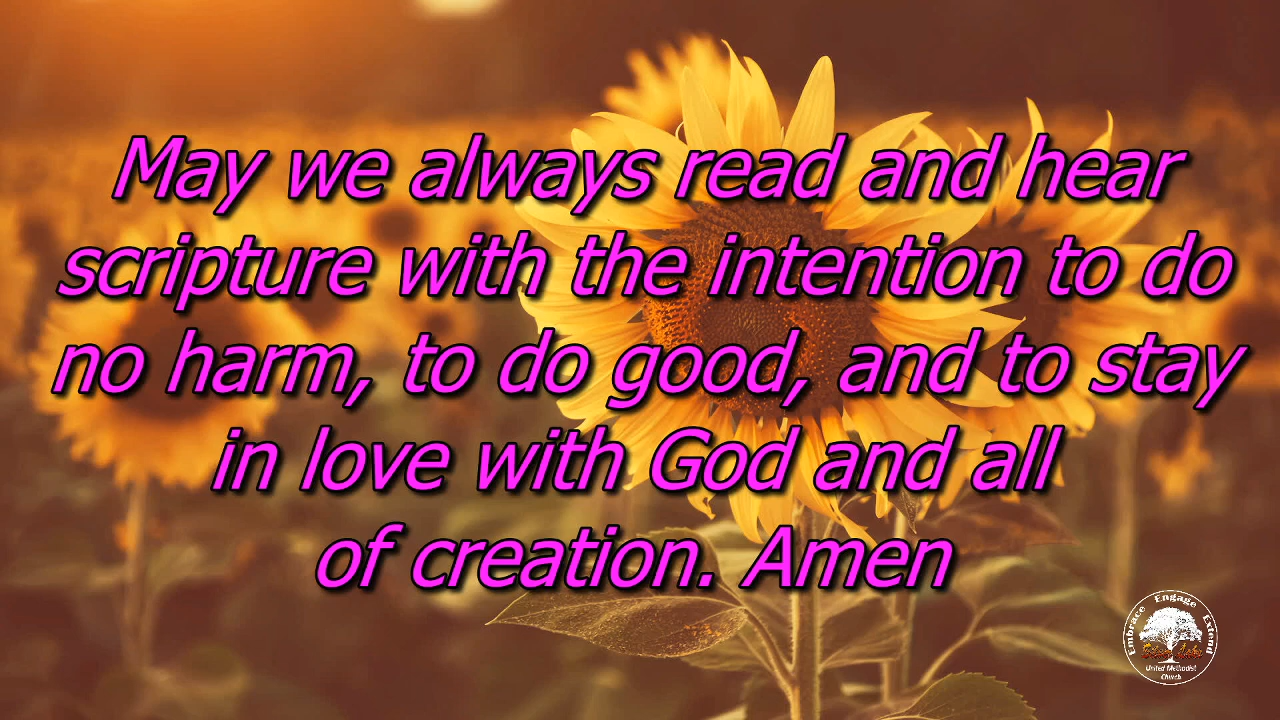 May we always read and hear
scripture with the intention to do
no harm, to do good, and to stay
in love with God and all
of creation. Amen
Embrace Engage Extend
United Methodist
Church